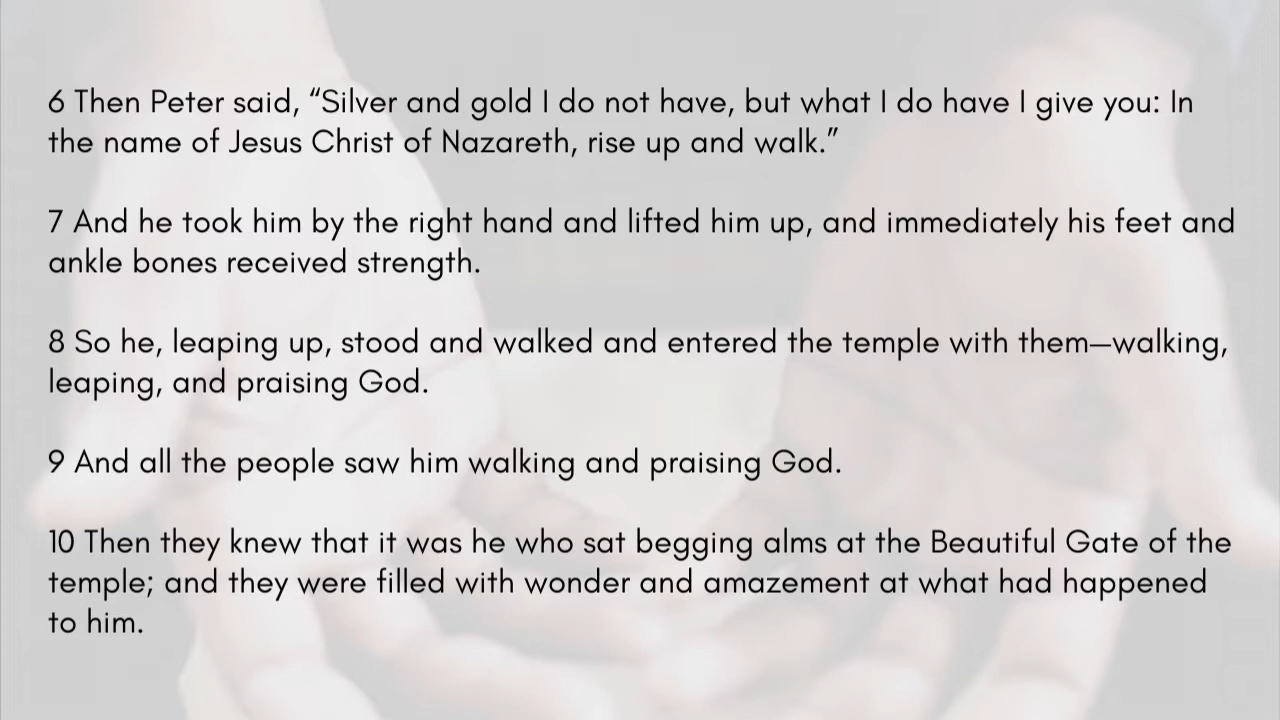 6 Then Peter said, “Silver and gold I do not have, but what I do have I give you: In
the name of Jesus Christ of Nazareth, rise up and walk.”
7 And he took him by the right hand and lifted him up, and immediately his feet and
ankle bones received strength.
8 So he, leaping up, stood and walked and entered the temple with them—walking,
leaping, and praising God.
9 And all the people saw him walking and praising God.
10 Then they knew that it was he who sat begging alms at the Beautiful Gate of the
temple; and they were filled with wonder and amazement at what had happened
to him.